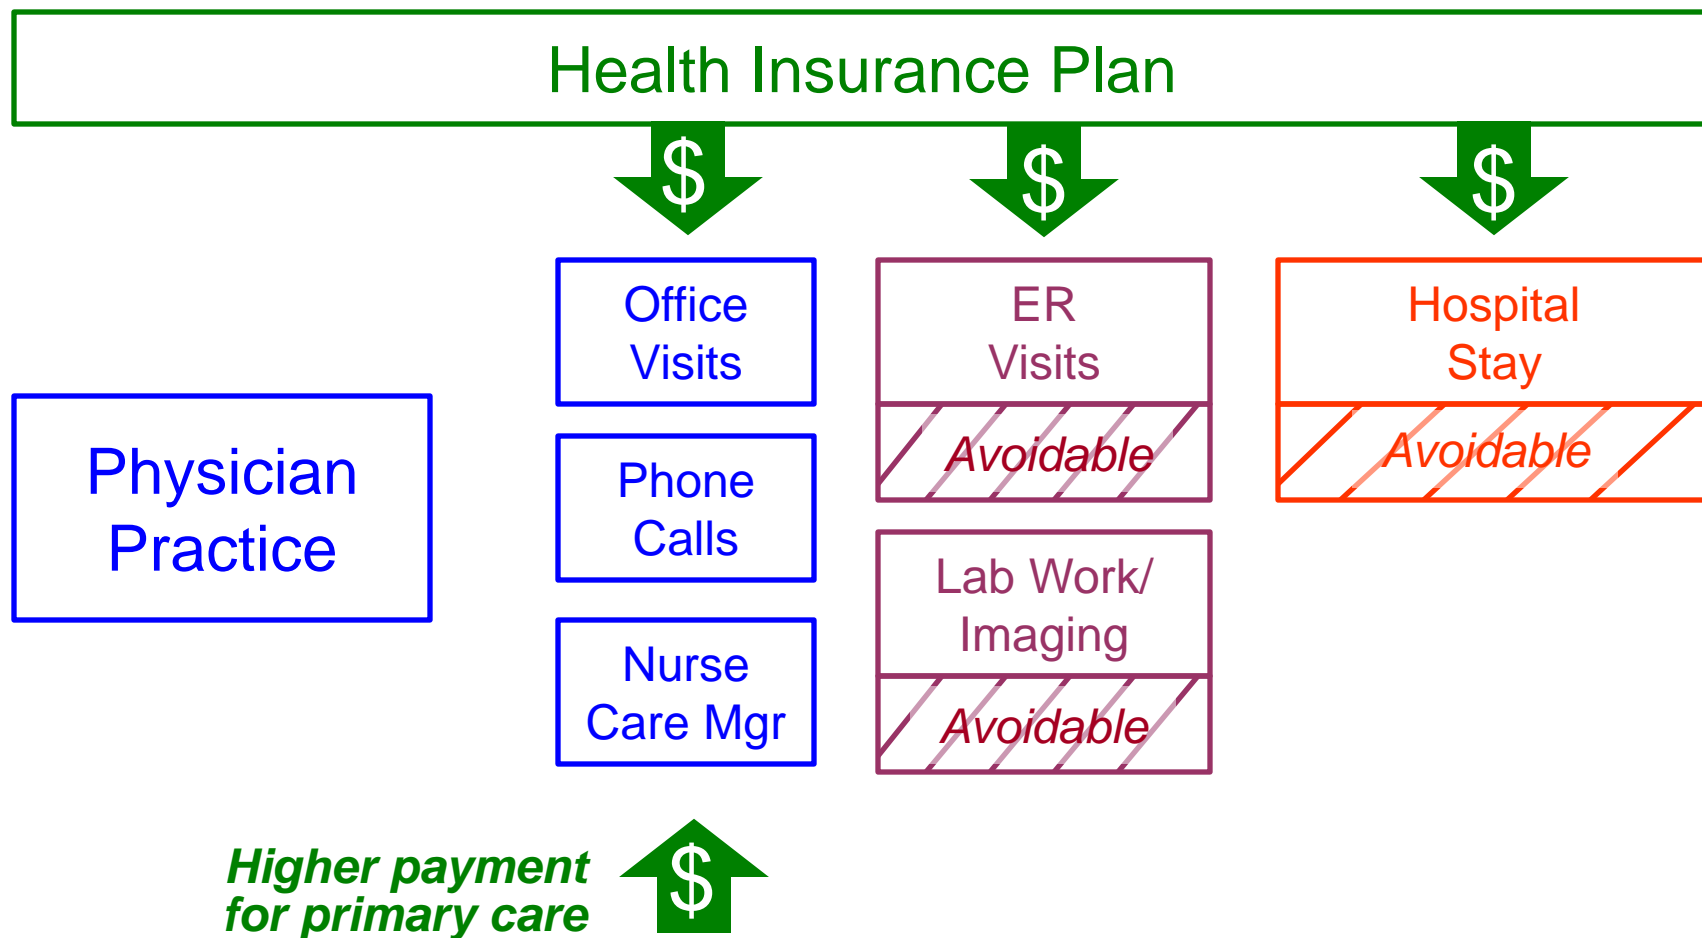 Health Insurance Plan
$
$
$
Office
Visits
ER
Visits
Hospital
Stay
Avoidable
Avoidable
Physician
Practice
Phone
Calls
Lab Work/
Imaging
Nurse
Care Mgr
Avoidable
Higher payment
for primary care
$